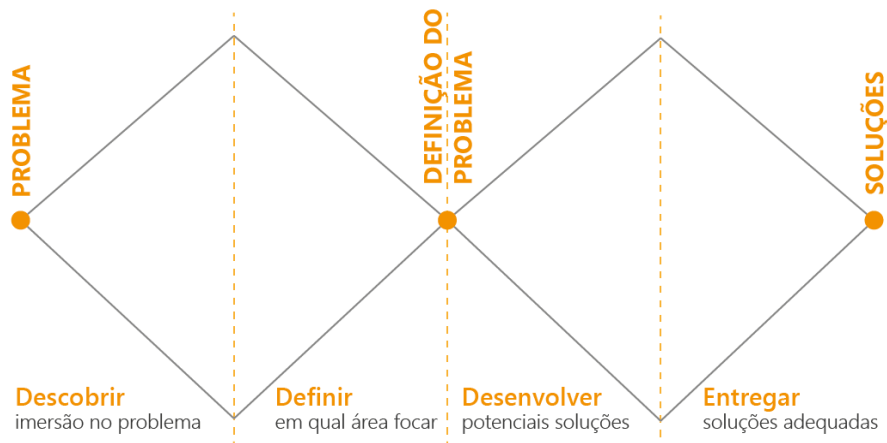 PROBLEMA
DEFINIÇÃO DO
PROBLEMA
SOLUÇÕES
Descobrir
imersão no problema
Definir
em qual área focar
Desenvolver
potenciais soluções
Entregar
soluções adequadas